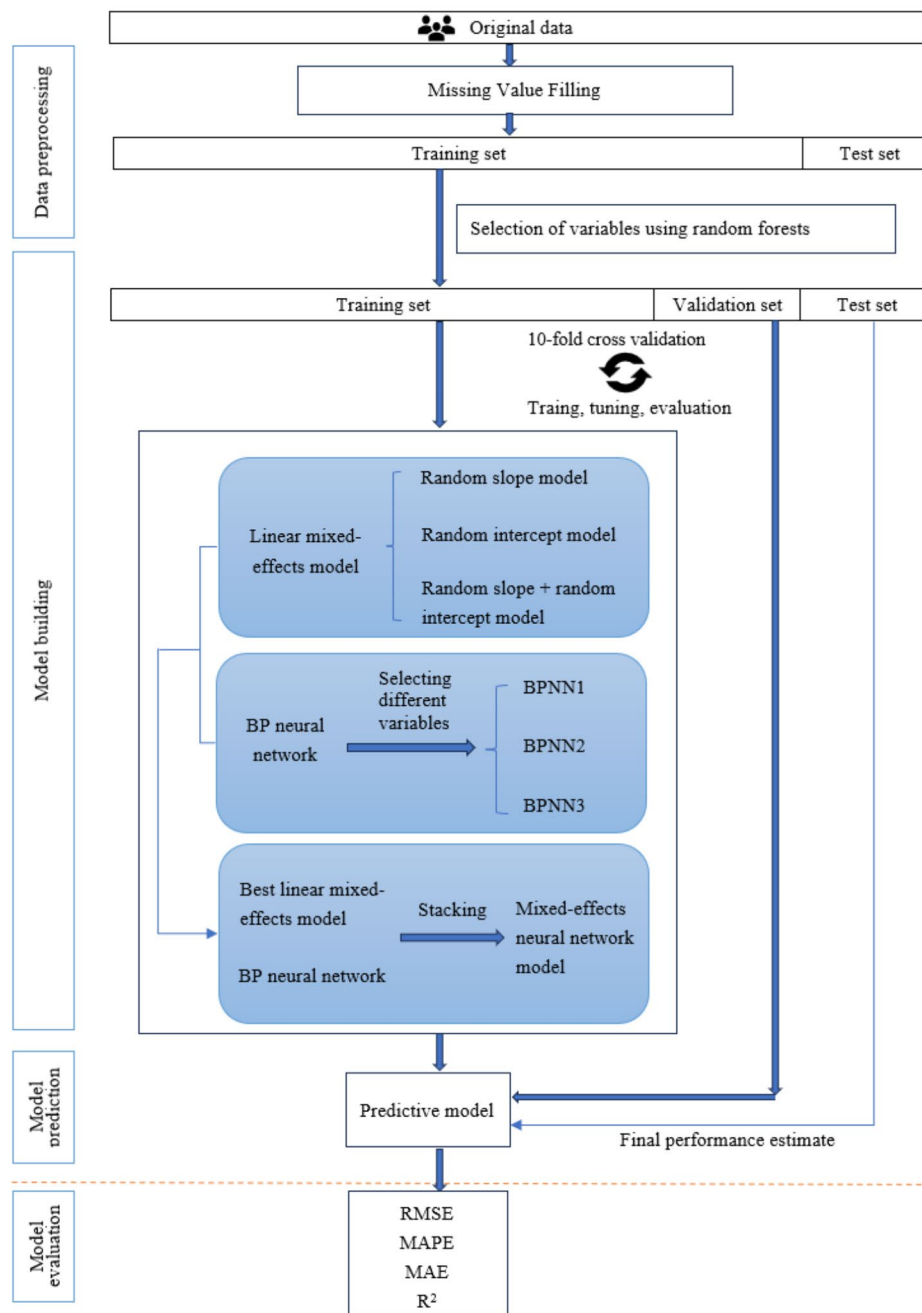 Original data
Data preprocessing
Missing Value Filling
Training set
Test set
Selection of variables using random forests
Model building
Training set
Validation set
Test set
10-fold cross validation
Traing, tuning, evaluation
Linear mixed-
effects model
Random slope model
Random intercept model
Random slope + random
intercept model
BP neural
network
Selecting
different
variables
BPNN1
BPNN2
BPNN3
Best linear mixed-
effects model
BP neural network
Stacking
Mixed-effects
neural network
model
Model
prediction
Predictive model
Final performance estimate
Model
evaluation
RMSE
MAPE
MAE
R²